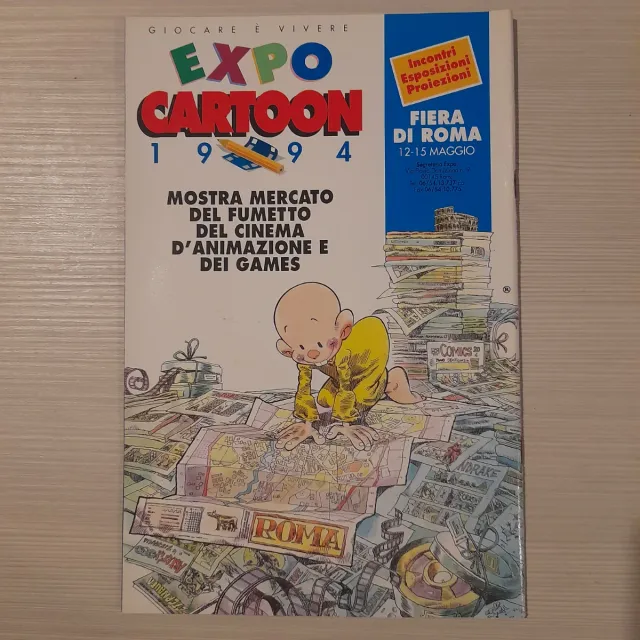 GIOCARE È VIVERE
EXPO
CARTOON
1994
MOSTRA MERCATO
DEL FUMETTO
DEL CINEMA
D'ANIMAZIONE E
DEI GAMES
Incontri
Esposizioni
Proiezioni
FIERA
DI ROMA
12-15 MAGGIO
COMICS
ROMA